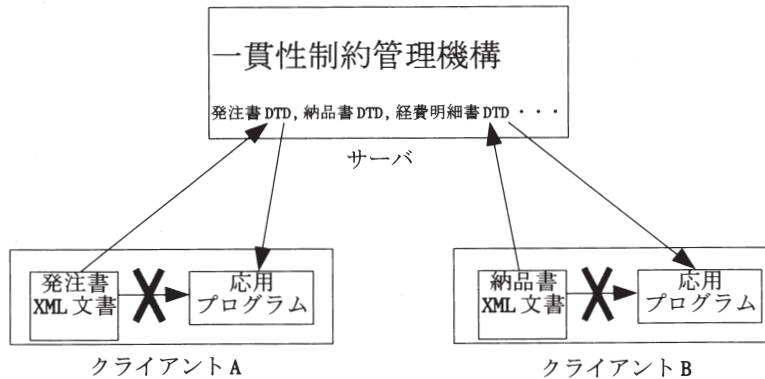 一貫性制約管理機構
発注書DTD, 納品書DTD, 経費明細書DTD・・・
サーバ
発注書
XML文書
応用
プログラム
クライアントA
納品書
XML文書
応用
プログラム
クライアントB